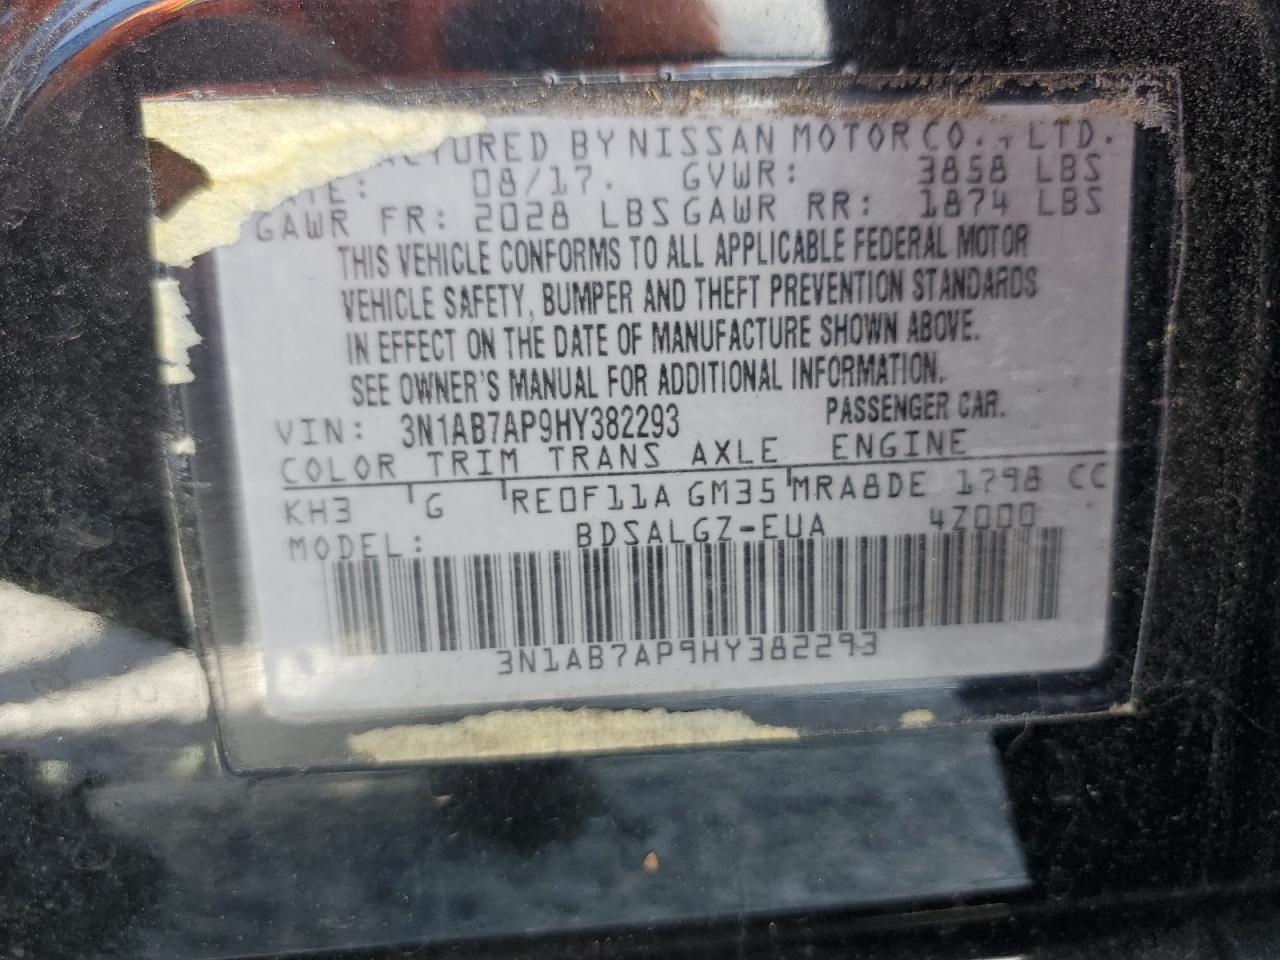 ACTURED BY NISSAN MOTOR CO., LTD.
08/17. GVWR: 3858 LBS
GAWR FR: 2028 LBS GAWR RR: 1874 LBS
THIS VEHICLE CONFORMS TO ALL APPLICABLE FEDERAL MOTOR
VEHICLE SAFETY, BUMPER AND THEFT PREVENTION STANDARDS
IN EFFECT ON THE DATE OF MANUFACTURE SHOWN ABOVE.
SEE OWNER'S MANUAL FOR ADDITIONAL INFORMATION.
VIN: 3N1AB7AP9HY382293 PASSENGER CAR.
COLOR TRIM TRANS AXLE ENGINE
KH3 G RE0F11A GM35 MRA8DE 1798 CC
MODEL: BDSALGZ-EUA 4Z000
3N1AB7AP9HY382293